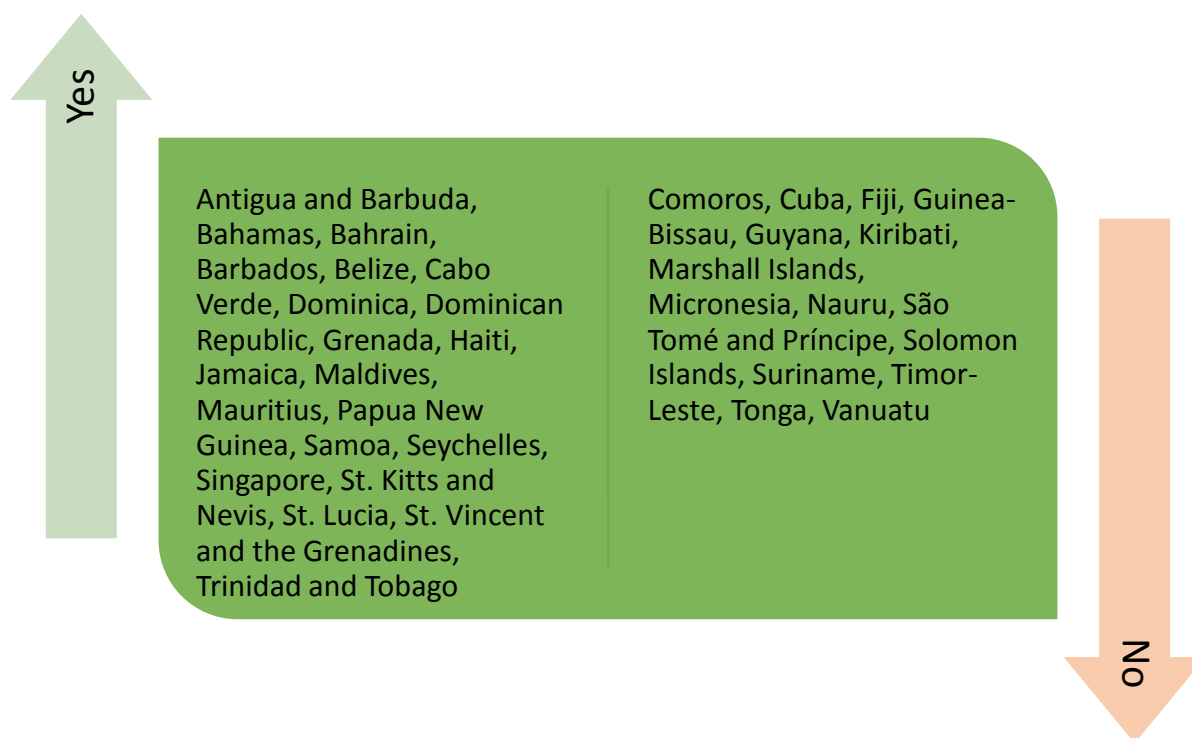 Yes
Antigua and Barbuda,
Bahamas, Bahrain,
Barbados, Belize, Cabo
Verde, Dominica, Dominican
Republic, Grenada, Haiti,
Jamaica, Maldives,
Mauritius, Papua New
Guinea, Samoa, Seychelles,
Singapore, St. Kitts and
Nevis, St. Lucia, St. Vincent
and the Grenadines,
Trinidad and Tobago
Comoros, Cuba, Fiji, Guinea-
Bissau, Guyana, Kiribati,
Marshall Islands,
Micronesia, Nauru, São
Tomé and Príncipe, Solomon
Islands, Suriname, Timor-
Leste, Tonga, Vanuatu
No